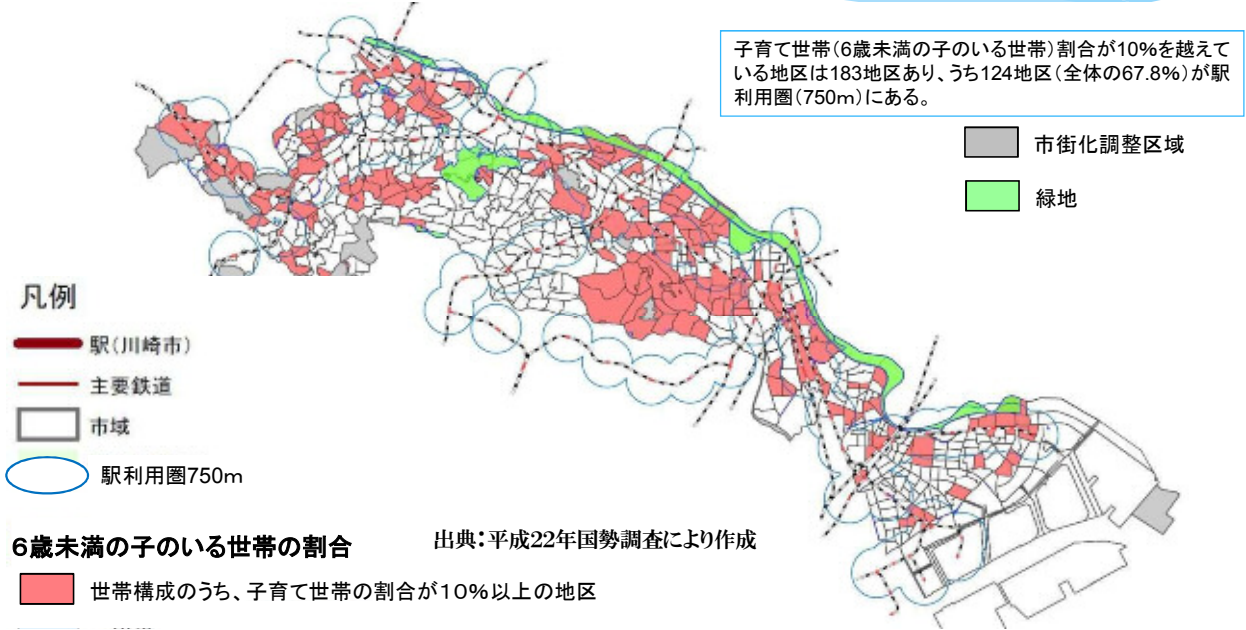 子育て世帯(6歳未満の子のいる世帯)割合が10%を越えて
いる地区は183地区あり、うち124地区(全体の67.8%)が駅
利用圏(750m)にある。
市街化調整区域
緑地
凡例
駅(川崎市)
主要鉄道
市域
駅利用圏750m
6歳未満の子のいる世帯の割合
出典:平成22年国勢調査により作成
世帯構成のうち、子育て世帯の割合が10%以上の地区